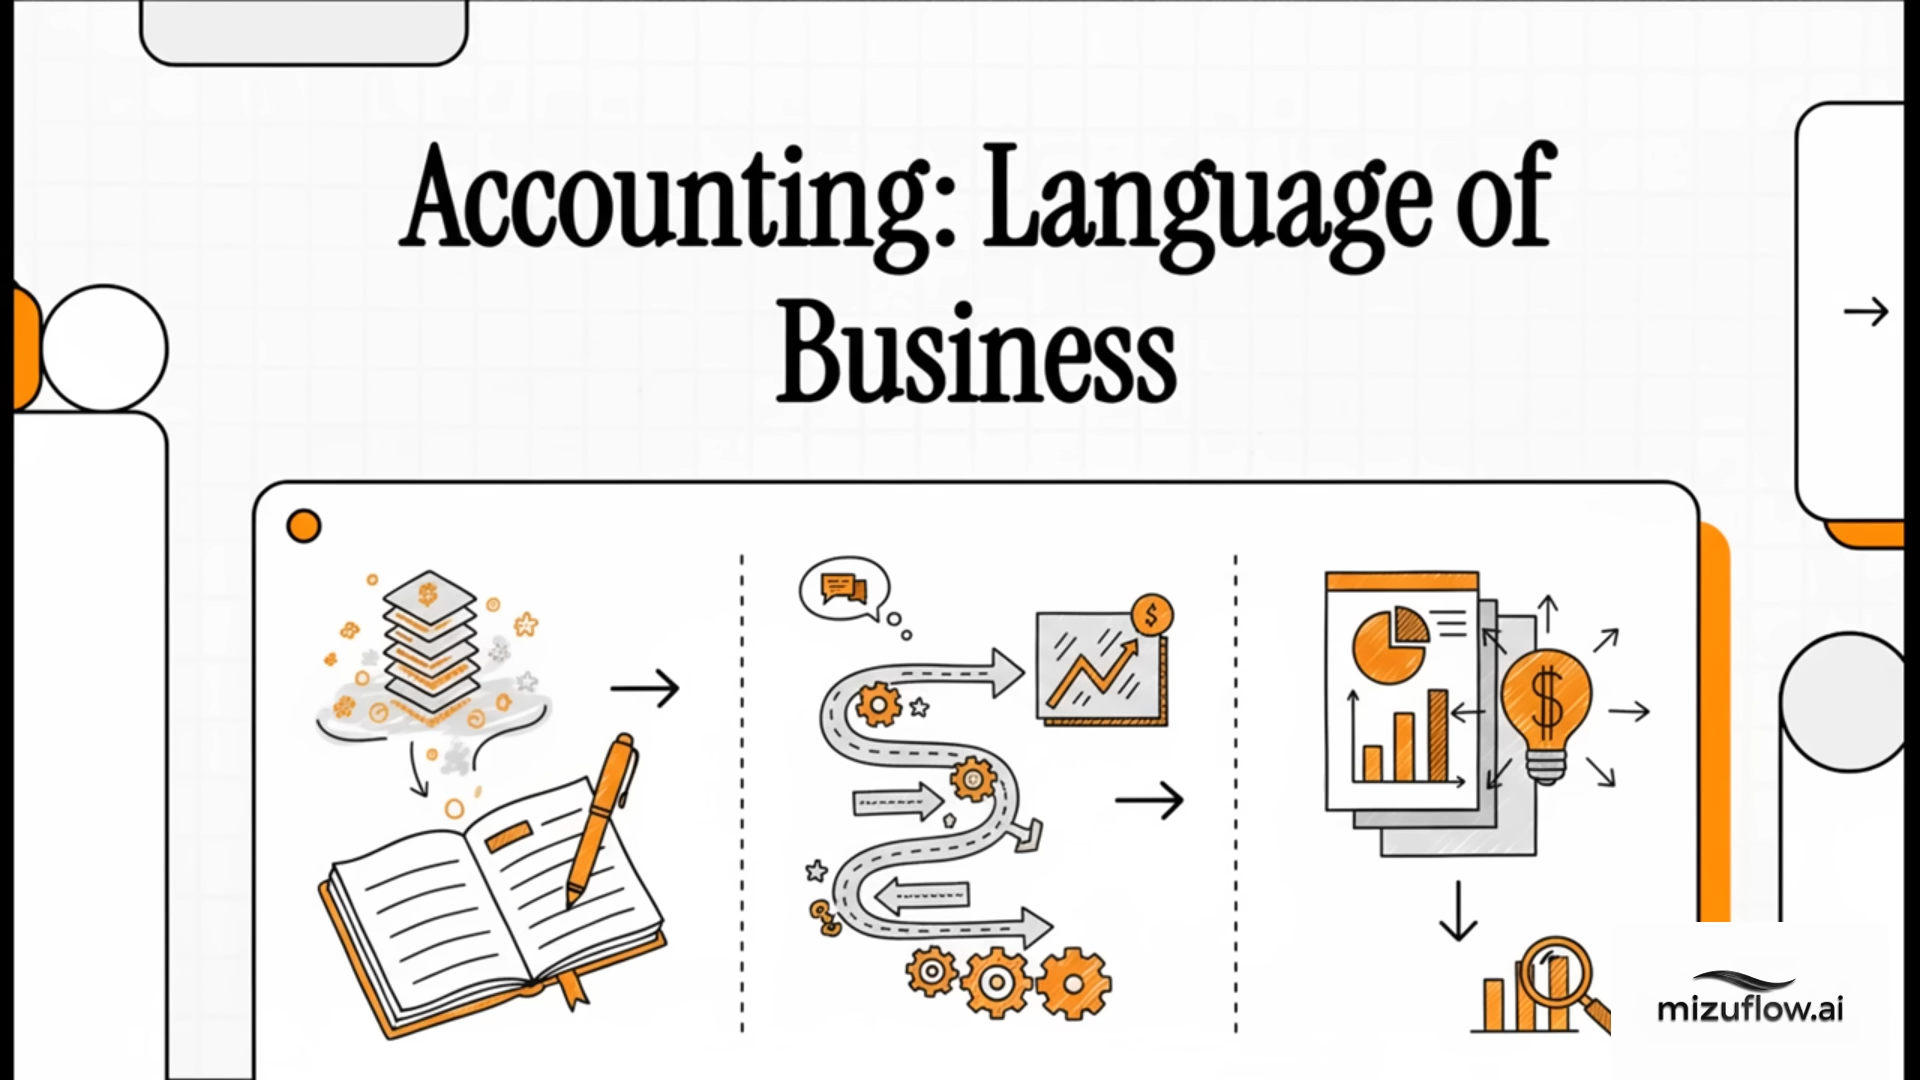 Accounting: Language of
Business
$
$
$
mizuflow.ai